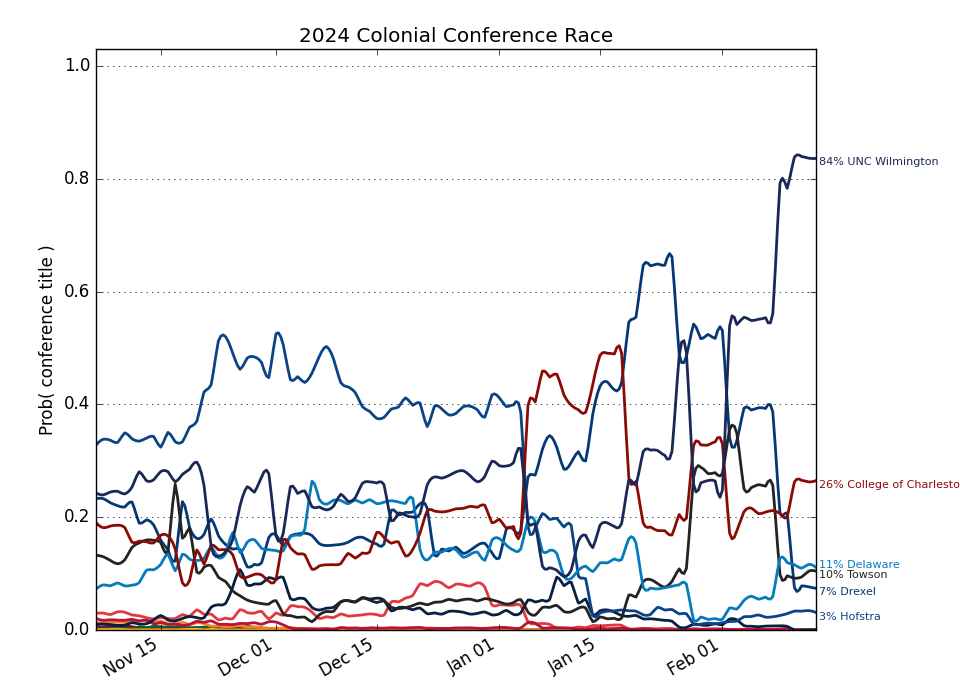 2024 Colonial Conference Race
Prob( conference title )
1.0
0.8
0.6
0.4
0.2
0.0
Nov 15
Dec 01
Dec 15
Jan 01
Jan 15
Feb 01
84% UNC Wilmington
26% College of Charlesto
11% Delaware
10% Towson
7% Drexel
3% Hofstra